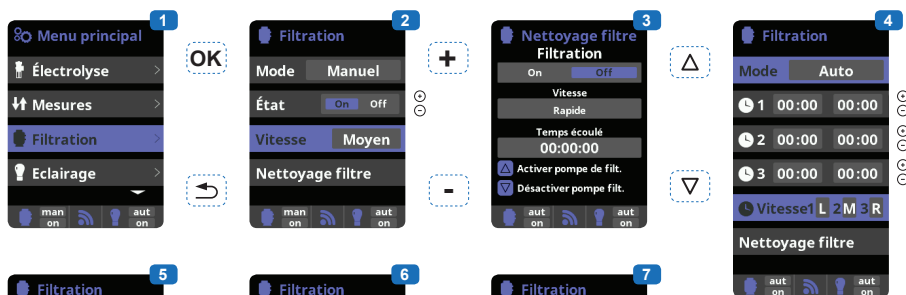 1
Menu principal
Électrolyse
Mesures
Filtration
Eclairage
man
on
aut
on
OK
2
Filtration
Mode Manuel
État On Off
Vitesse Moyen
Nettoyage filtre
man
on
aut
on
+
-
3
Nettoyage filtre
Filtration
On Off
Vitesse
Rapide
Temps écoulé
00:00:00
Activer pompe de filt.
Désactiver pompe filt.
aut
on
aut
on
4
Filtration
Mode Auto
1 00:00 00:00
2 00:00 00:00
3 00:00 00:00
Vitesse1 L 2 M 3 R
Nettoyage filtre
aut
on
aut
on
5
Filtration
6
Filtration
7
Filtration